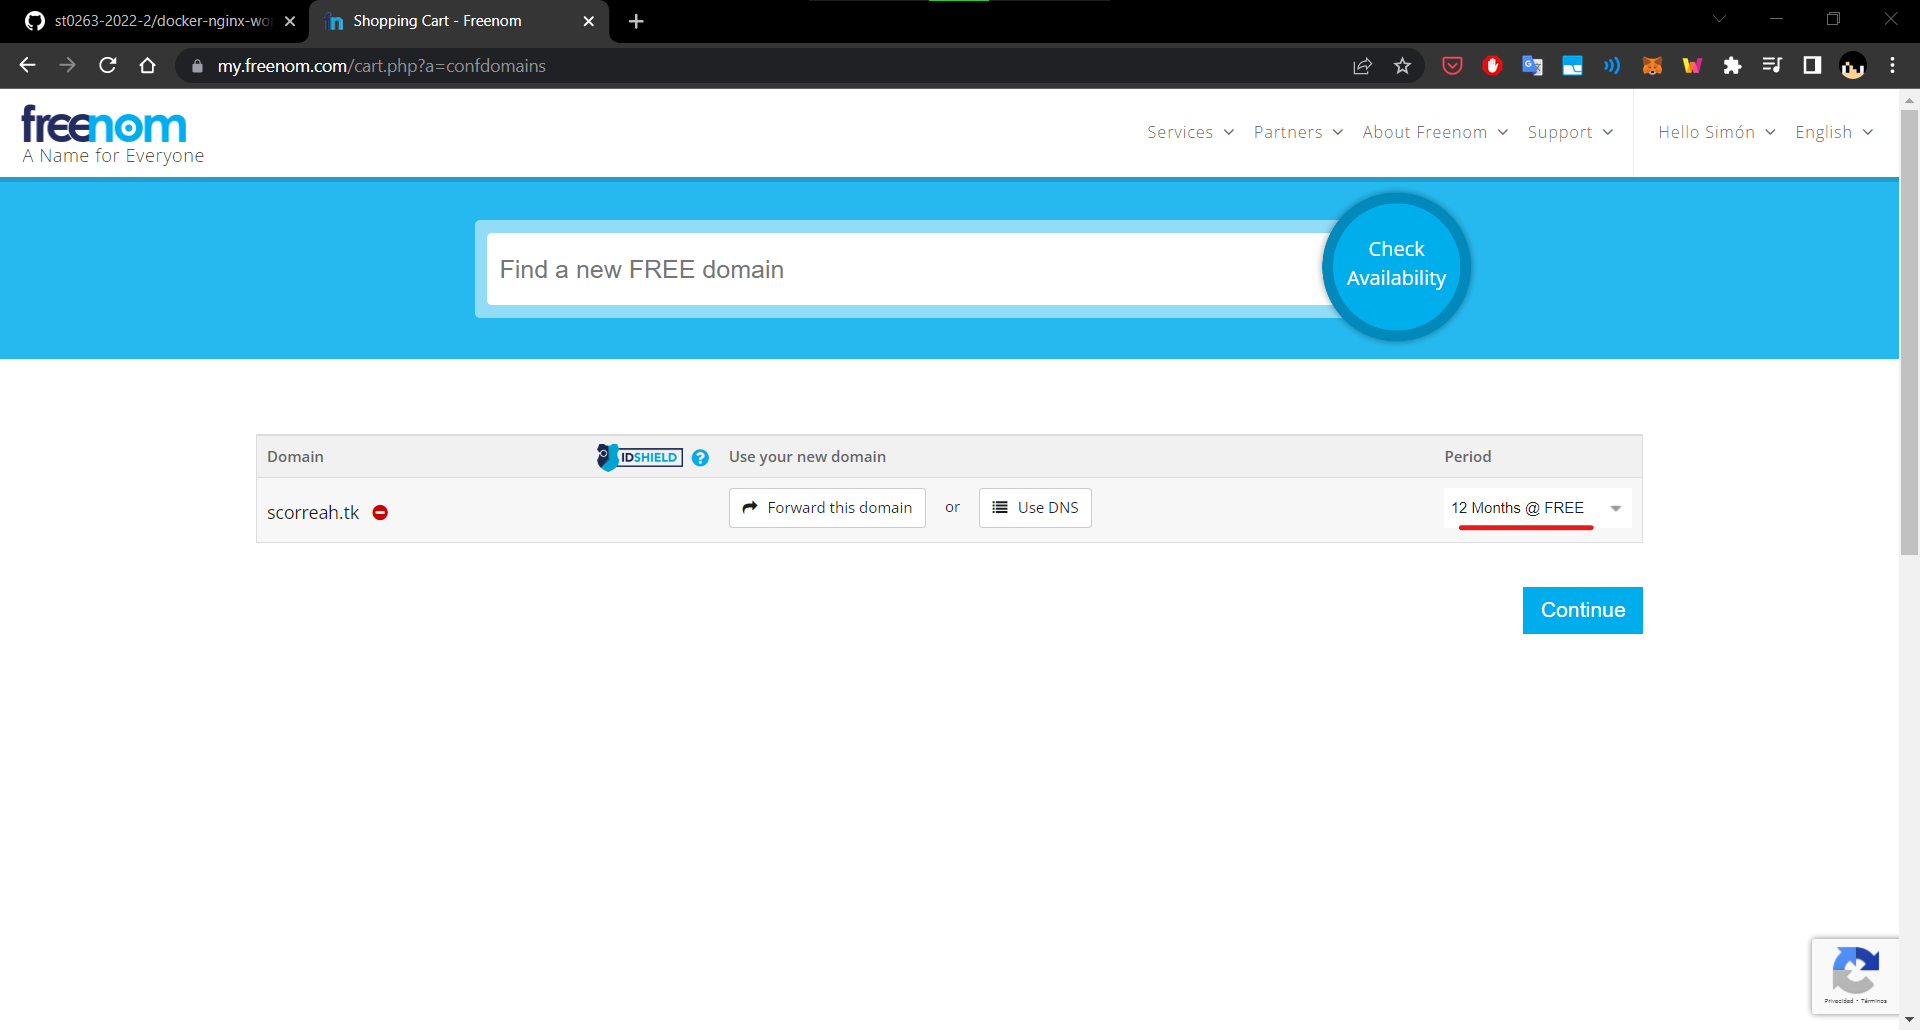 st0263-2022-2/docker-nginx-wor
Shopping Cart - Freenom
my.freenom.com/cart.php?a=confdomains
freenom
A Name for Everyone
Services Partners About Freenom Support Hello Simón English
Find a new FREE domain
Check
Availability
Domain IDSHIELD ? Use your new domain Period
scorreah.tk Forward this domain or Use DNS 12 Months @ FREE
Continue
Privacidad • Términos